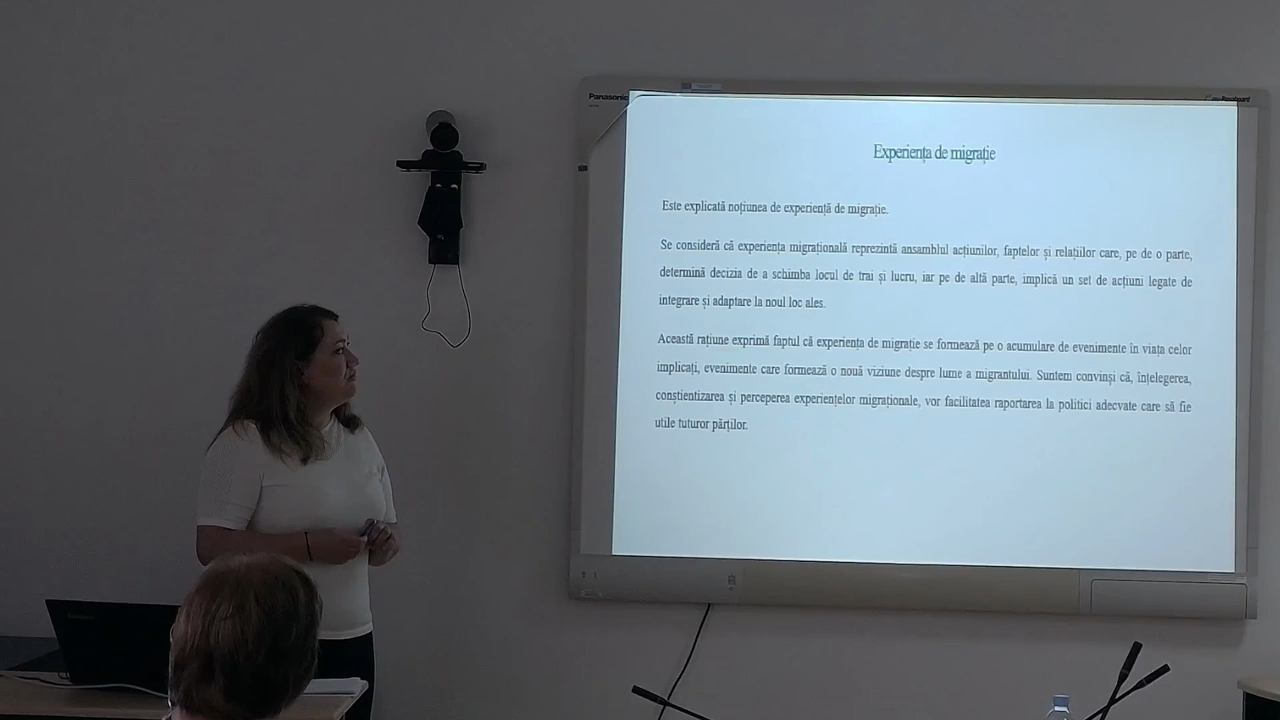 Panasonic
Panaboard
Experiența de migrație
Este explicată noțiunea de experiență de migrație.
Se consideră că experiența migrațională reprezintă ansamblul acțiunilor, faptelor și relațiilor care, pe de o parte,
determină decizia de a schimba locul de trai și lucru, iar pe de altă parte, implică un set de acțiuni legate de
integrare și adaptare la noul loc ales.
Această rațiune exprimă faptul că experiența de migrație se formează pe o acumulare de evenimente în viața celor
implicați, evenimente care formează o nouă viziune despre lume a migrantului. Suntem convinși că, înțelegerea,
conștientizarea și perceperea experiențelor migraționale, vor facilitatea raportarea la politici adecvate care să fie
utile tuturor părților.